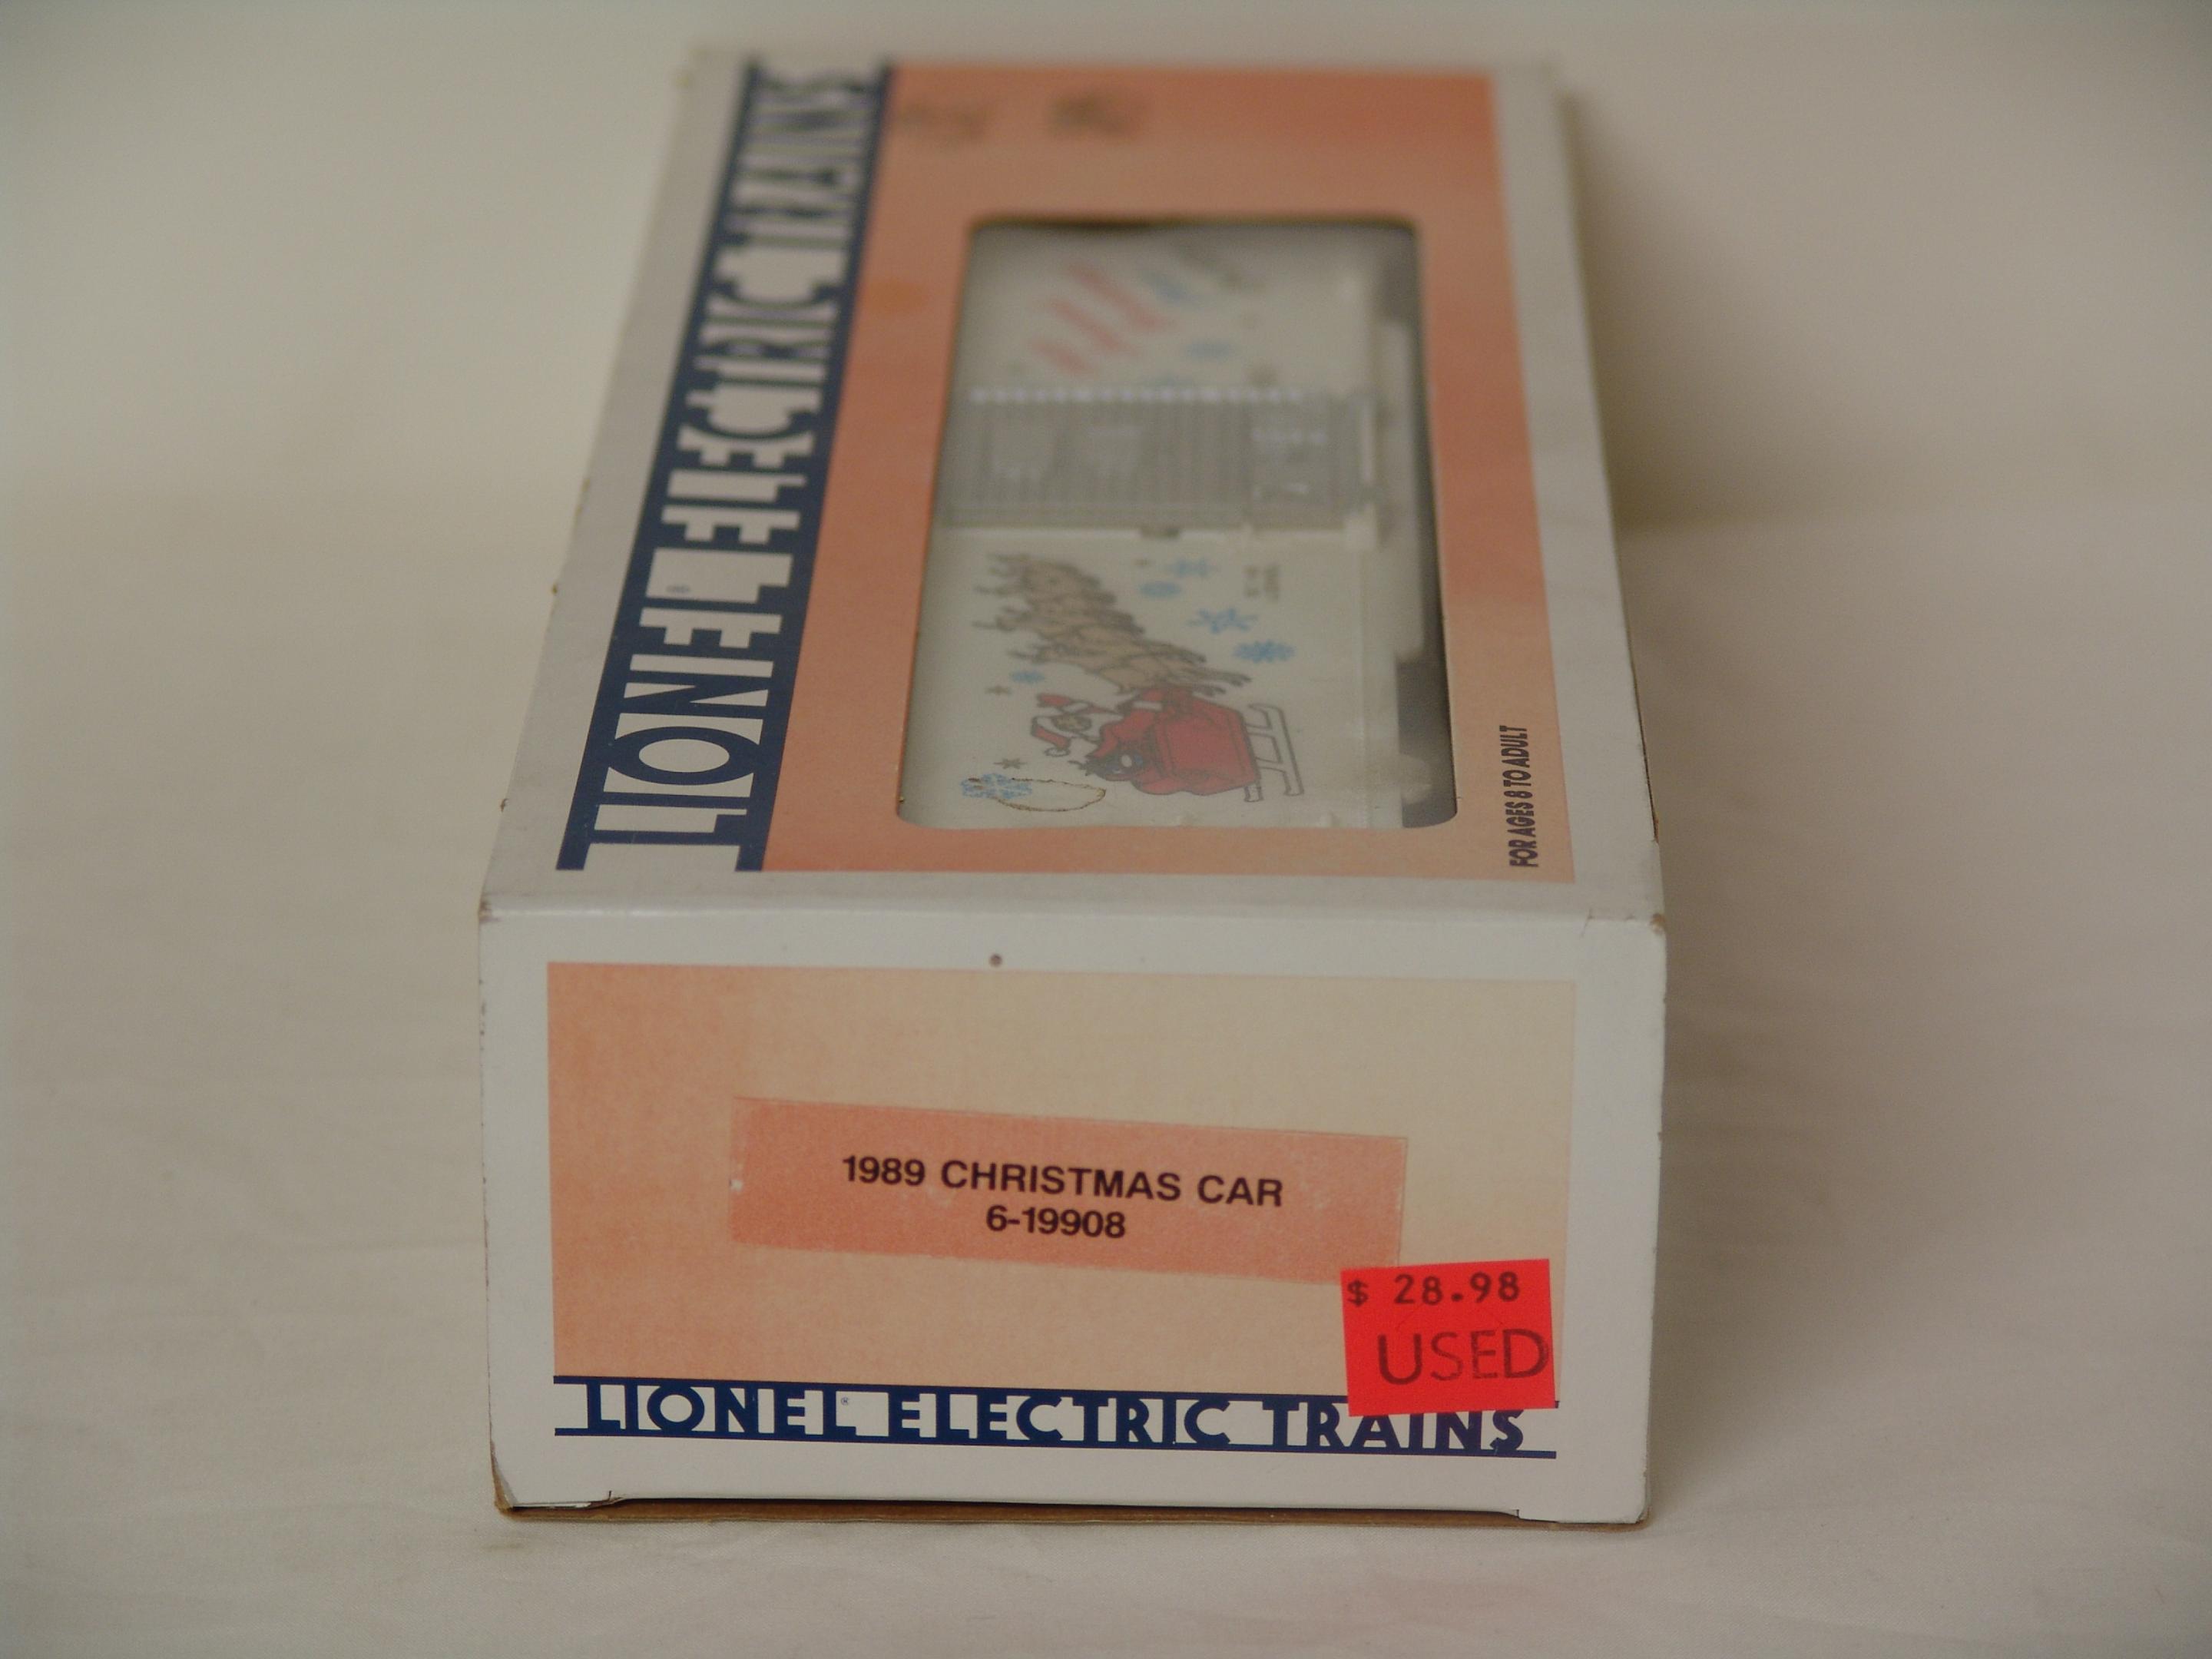 LIONEL® ELECTRIC TRAINS
FOR AGES 8 TO ADULT
1989 CHRISTMAS CAR
6-19908
$ 28.98
USED
LIONEL® ELECTRIC TRAINS